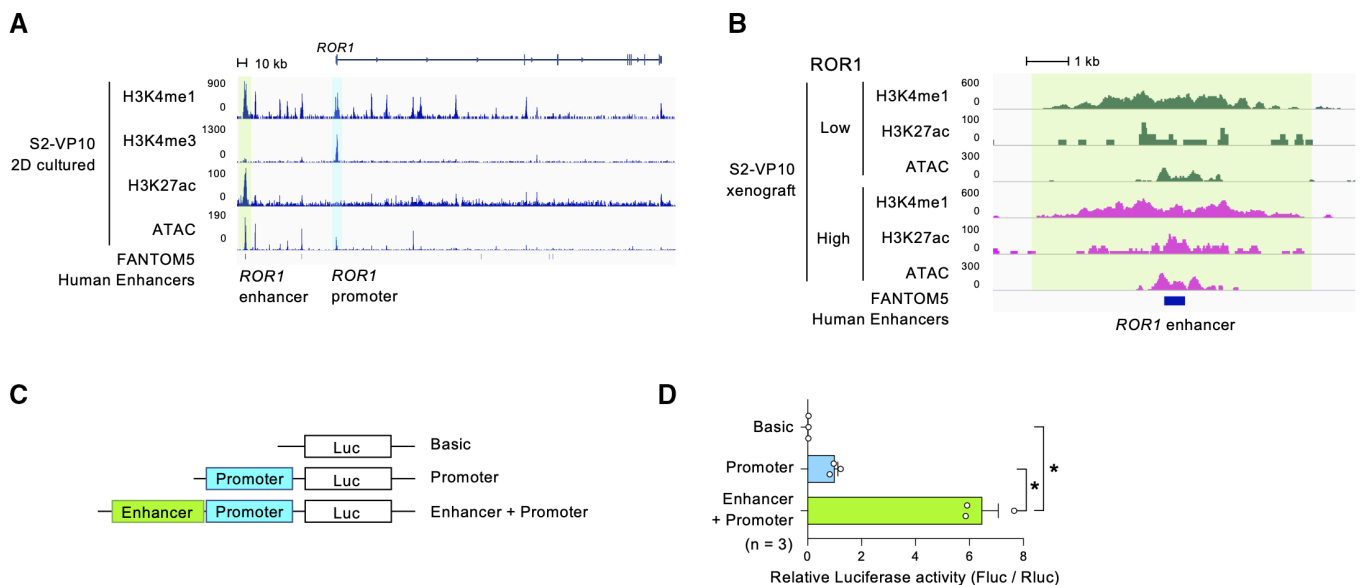 A
ROR1
10 kb
S2-VP10
2D cultured
H3K4me1
900
0
H3K4me3
1300
0
H3K27ac
100
0
ATAC
190
0
FANTOM5
Human Enhancers
ROR1
enhancer
ROR1
promoter
B
ROR1
1 kb
S2-VP10
xenograft
Low
H3K4me1
600
0
H3K27ac
100
0
ATAC
300
0
High
H3K4me1
600
0
H3K27ac
100
0
ATAC
300
0
FANTOM5
Human Enhancers
ROR1 enhancer
C
Luc
Basic
Promoter
Luc
Promoter
Enhancer
Promoter
Luc
Enhancer + Promoter
D
Basic
Promoter
Enhancer
+ Promoter
(n = 3)
*
*
0
2
4
6
8
Relative Luciferase activity (Fluc / Rluc)